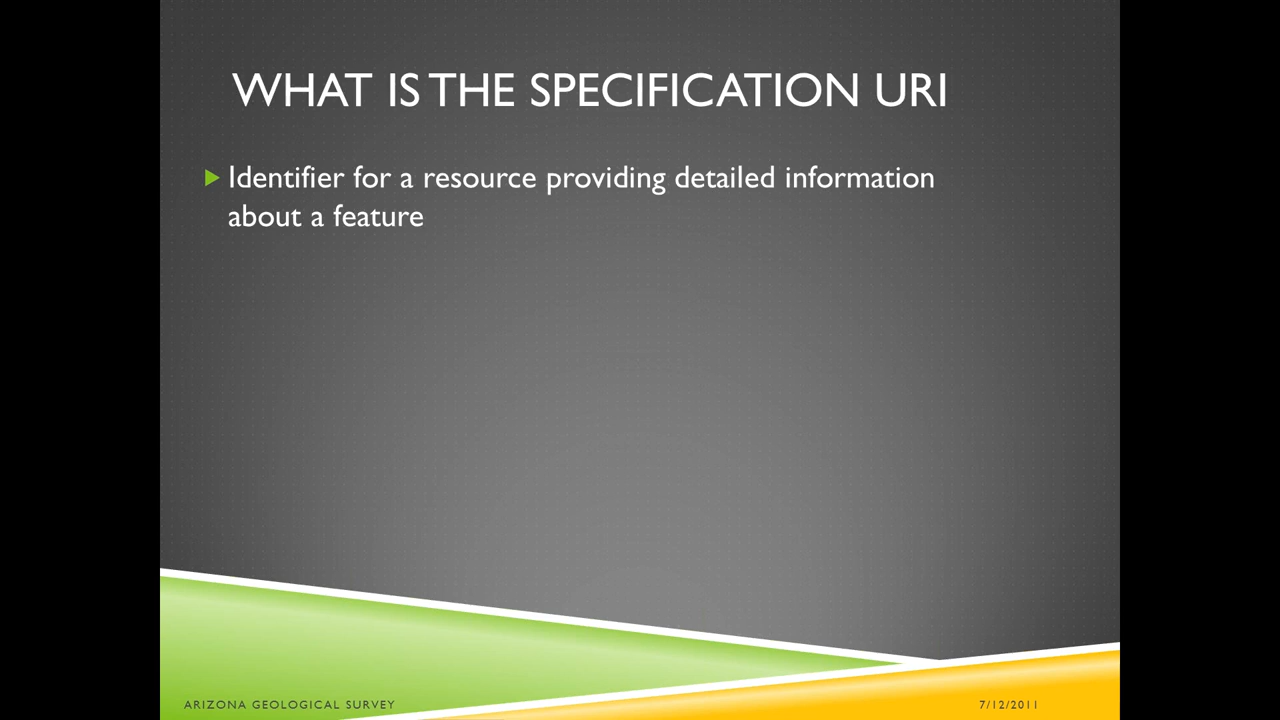 WHAT IS THE SPECIFICATION URI
Identifier for a resource providing detailed information
about a feature
ARIZONA GEOLOGICAL SURVEY
7/12/2011